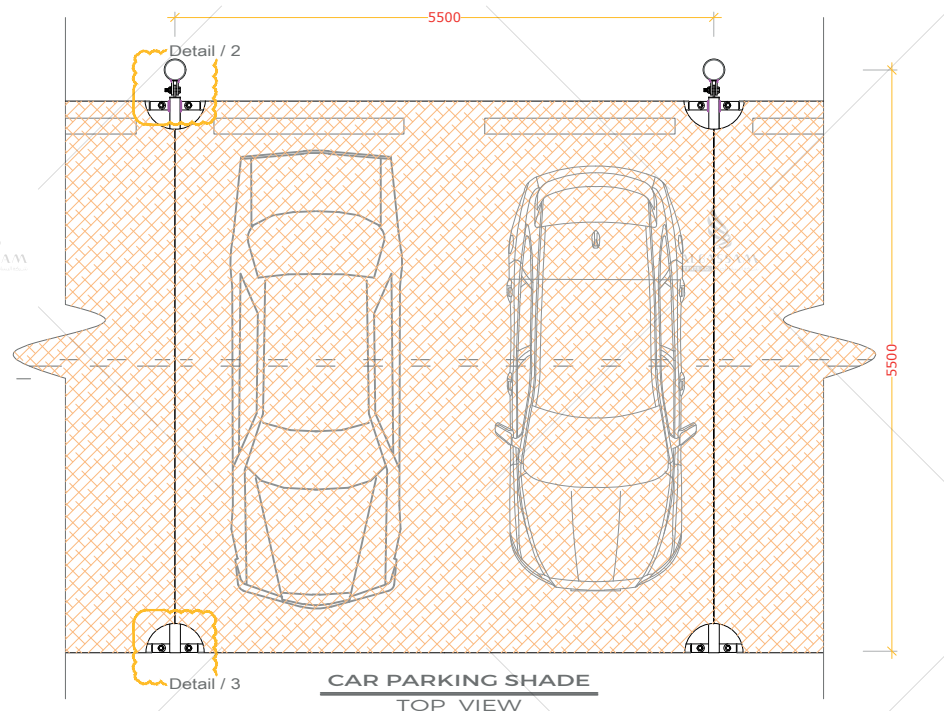 5500
Detail / 2
5500
Detail / 3
CAR PARKING SHADE
TOP VIEW